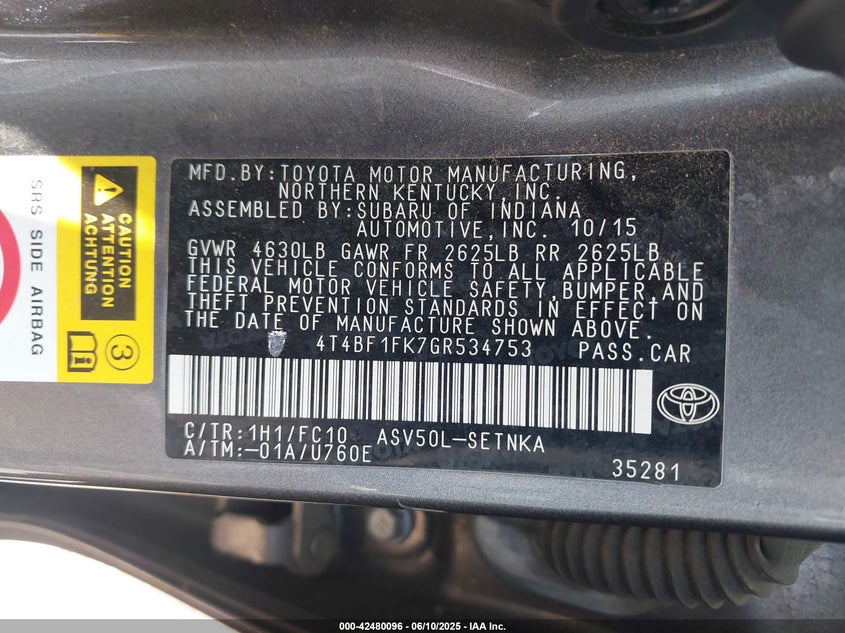 MFD.BY:TOYOTA MOTOR MANUFACTURING,
NORTHERN KENTUCKY,INC.
ASSEMBLED BY:SUBARU OF INDIANA
AUTOMOTIVE,INC. 10/15
GVWR 4630LB GAWR FR 2625LB RR 2625LB
THIS VEHICLE CONFORMS TO ALL APPLICABLE
FEDERAL MOTOR VEHICLE SAFETY,BUMPER,AND
THEFT PREVENTION STANDARDS IN EFFECT ON
THE DATE OF MANUFACTURE SHOWN ABOVE.
4T4BF1FK7GR534753 PASS.CAR
C/TR:1H1/FC10 ASV50L-SETNKA
A/TM:-01A/U760E
35281
SRS SIDE AIRBAG
CAUTION
ATTENTION
ACHTUNG
3
000-42480096 - 06/10/2025 - IAA Inc.